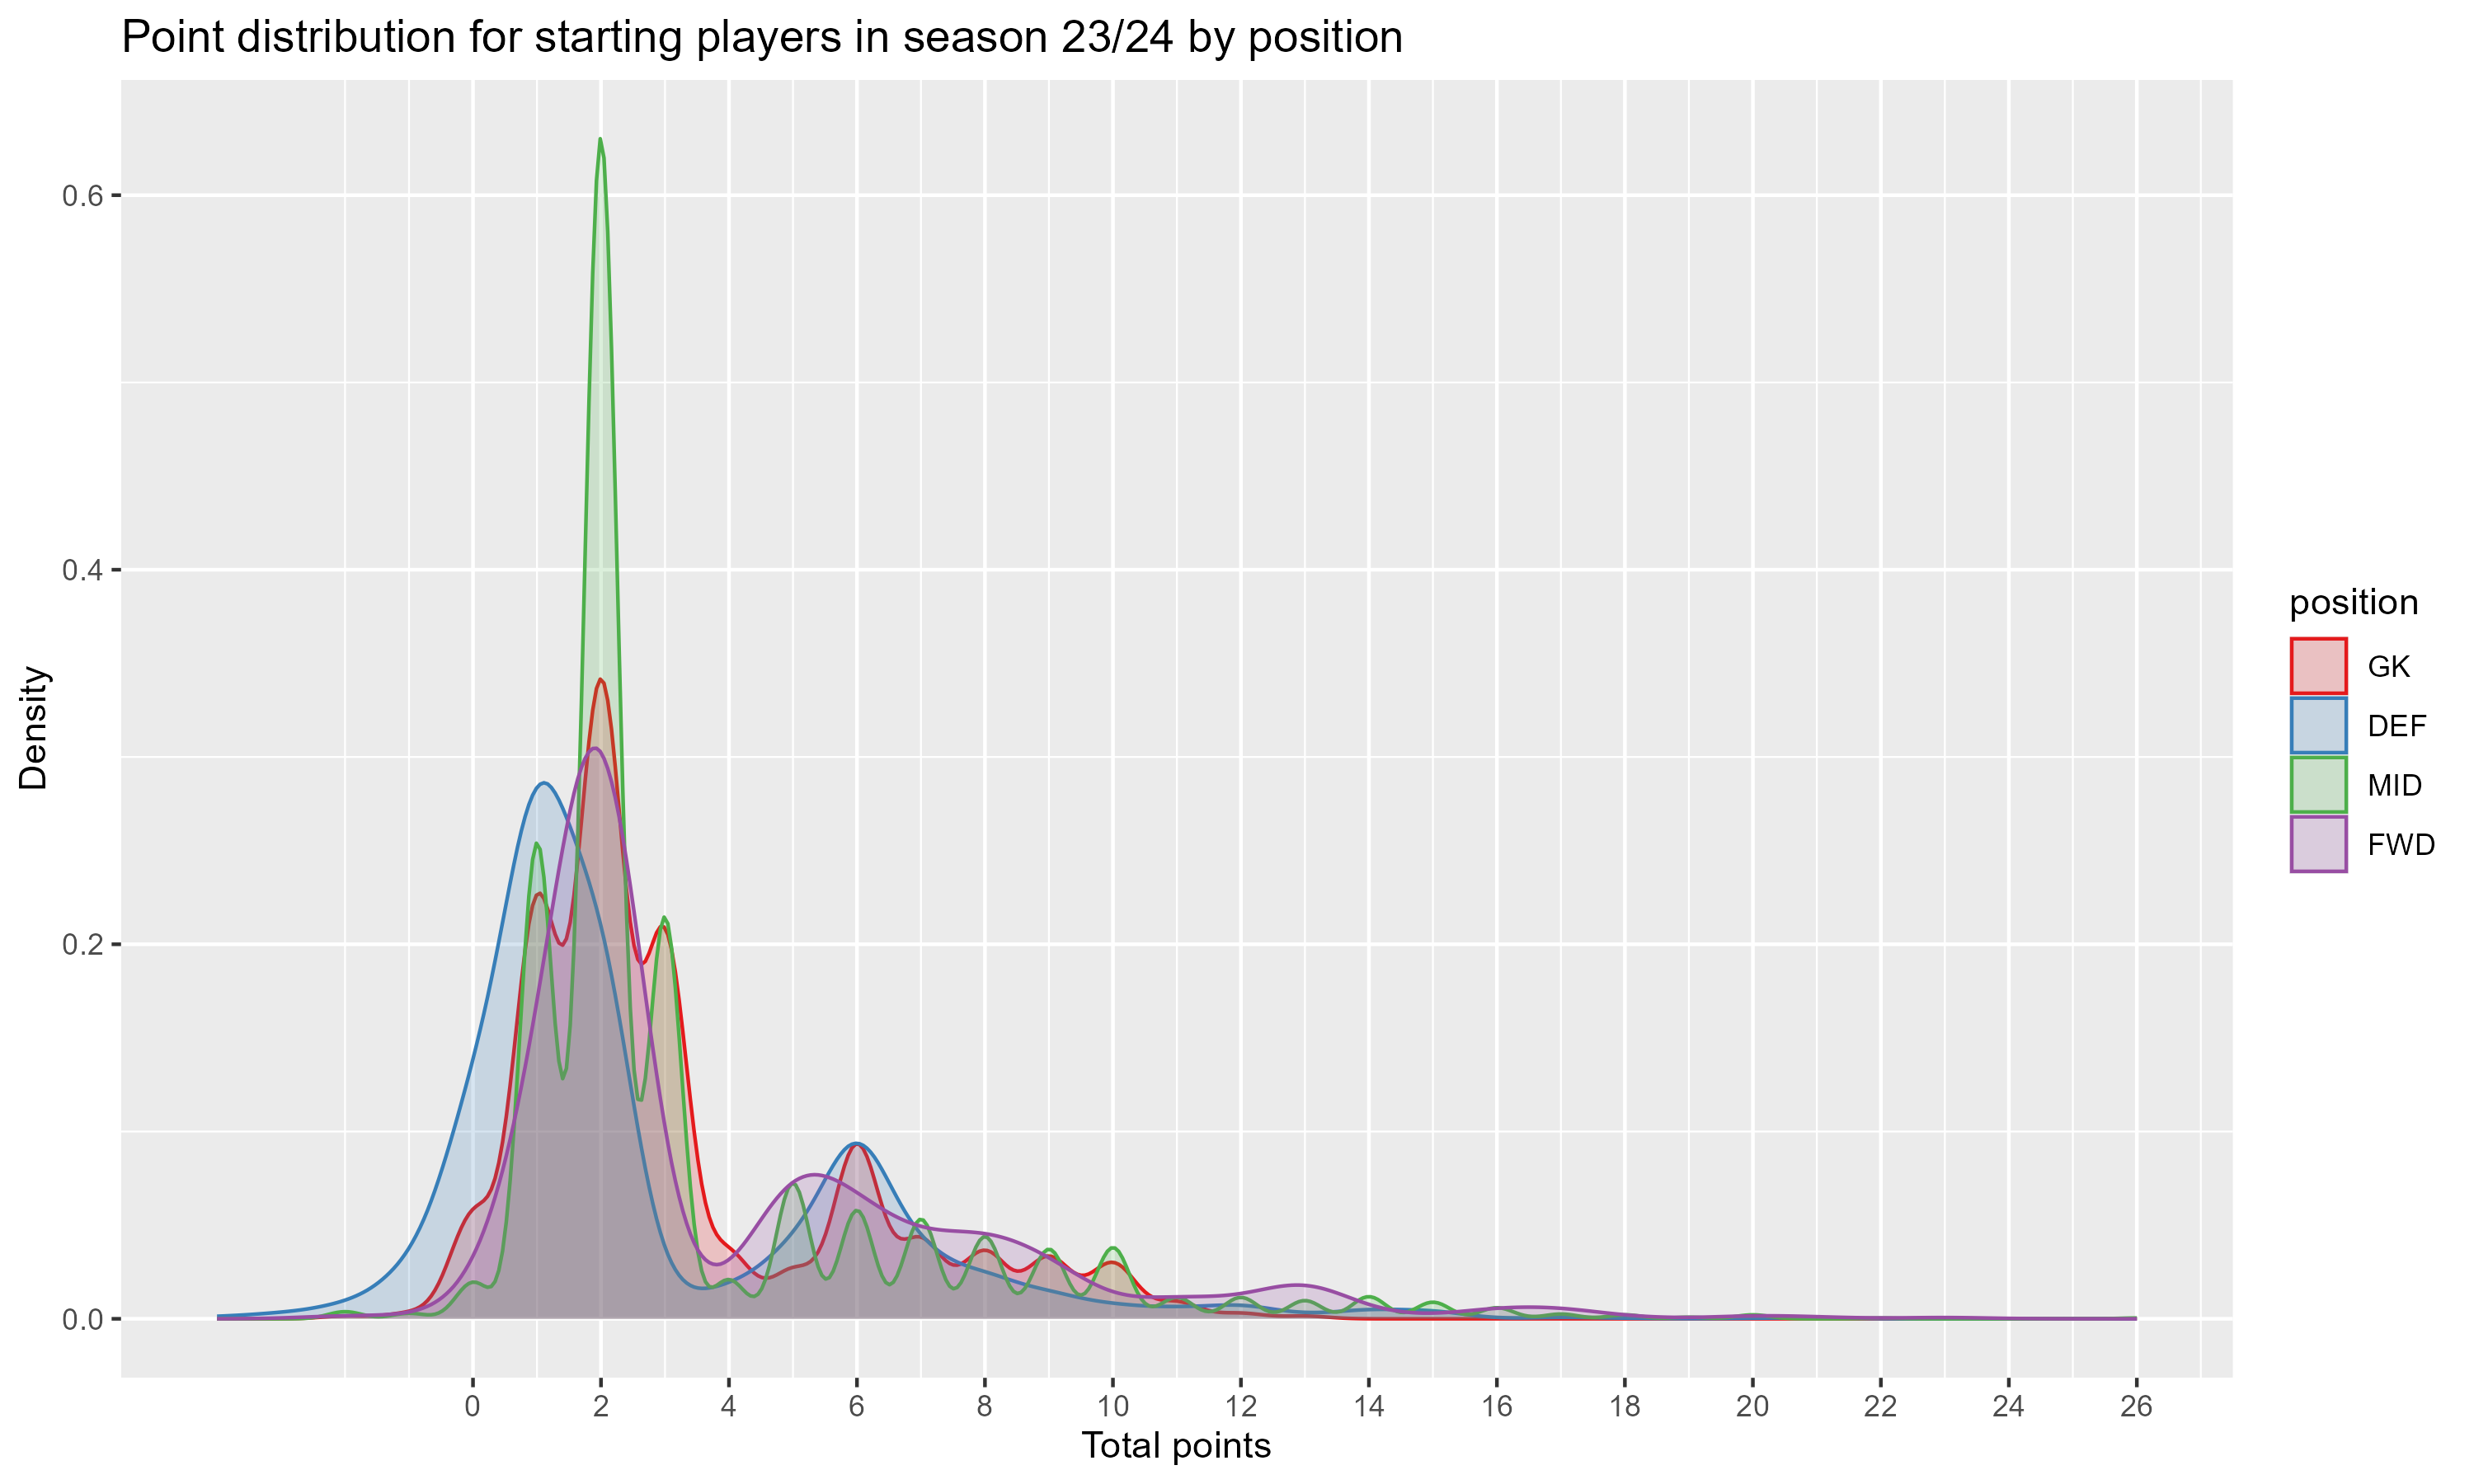 Point distribution for starting players in season 23/24 by position
Density
0.6
0.4
0.2
0.0
0 2 4 6 8 10 12 14 16 18 20 22 24 26
Total points
position
GK
DEF
MID
FWD